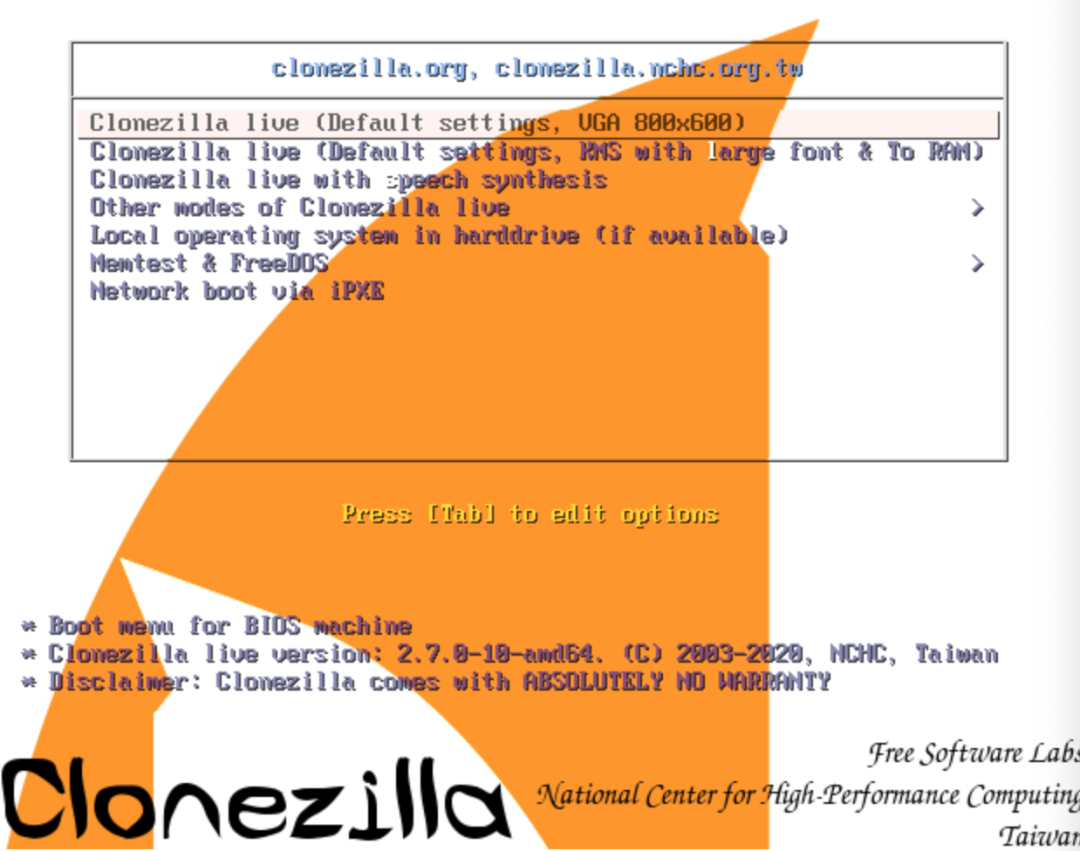 clonezilla.org, clonezilla.nchc.org.tw
Clonezilla live (Default settings, VGA 800x600)
Clonezilla live (Default settings, KMS with large font & To RAM)
Clonezilla live with speech synthesis
Other modes of Clonezilla live >
Local operating system in harddrive (if available)
Memtest & FreeDOS >
Network boot via iPXE
Press [Tab] to edit options
* Boot menu for BIOS machine
* Clonezilla live version: 2.7.0-10-amd64. (C) 2003-2020, NCHC, Taiwan
* Disclaimer: Clonezilla comes with ABSOLUTELY NO WARRANTY
Free Software Labs
Clonezilla National Center for High-Performance Computing
Taiwan